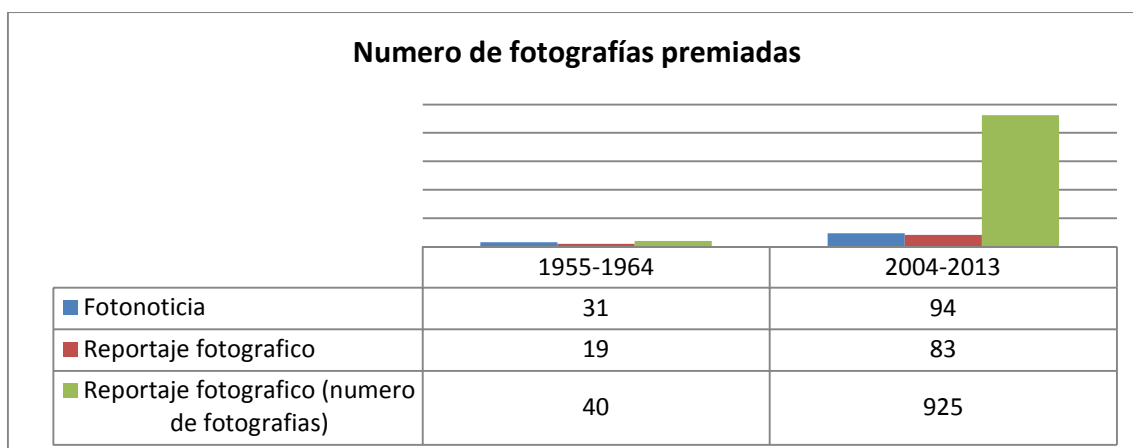 Numero de fotografías premiadas
1955-1964
2004-2013
Fotonoticia
31
94
Reportaje fotografico
19
83
Reportaje fotografico (numero
de fotografias)
40
925